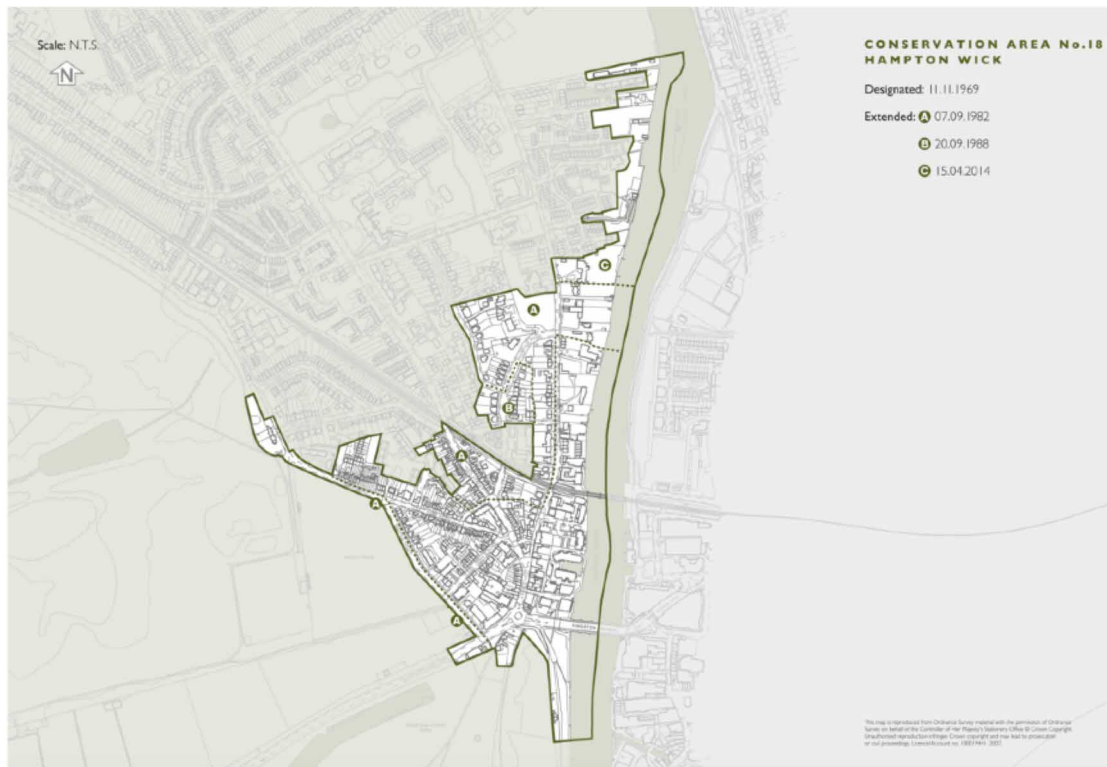 Scale: N.T.S.
N
CONSERVATION AREA No.18
HAMPTON WICK
Designated: 11.11.1969
Extended: A 07.09.1982
B 20.09.1988
C 15.04.2014
C
A
B
A
A
A
This map is reproduced from Ordnance Survey material with the permission of Ordnance
Survey on behalf of the Controller of Her Majesty's Stationery Office © Crown Copyright.
Unauthorised reproduction infringes Crown copyright and may lead to prosecution
or civil proceedings.